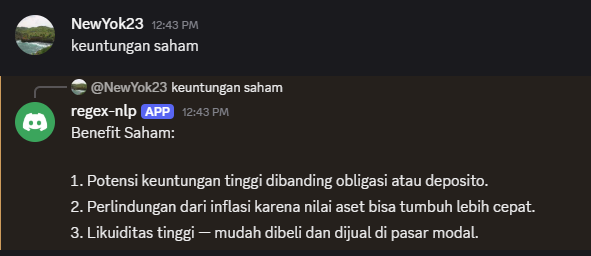 NewYok23 12:43 PM
keuntungan saham
@NewYok23 keuntungan saham
regex-nlp APP 12:43 PM
Benefit Saham:
1. Potensi keuntungan tinggi dibanding obligasi atau deposito.
2. Perlindungan dari inflasi karena nilai aset bisa tumbuh lebih cepat.
3. Likuiditas tinggi — mudah dibeli dan dijual di pasar modal.